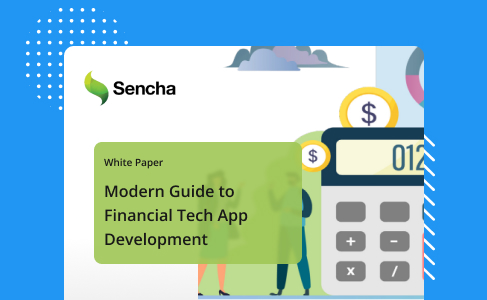 Sencha
White Paper
Modern Guide to
Financial Tech App
Development
$
$
012
+ −
x /